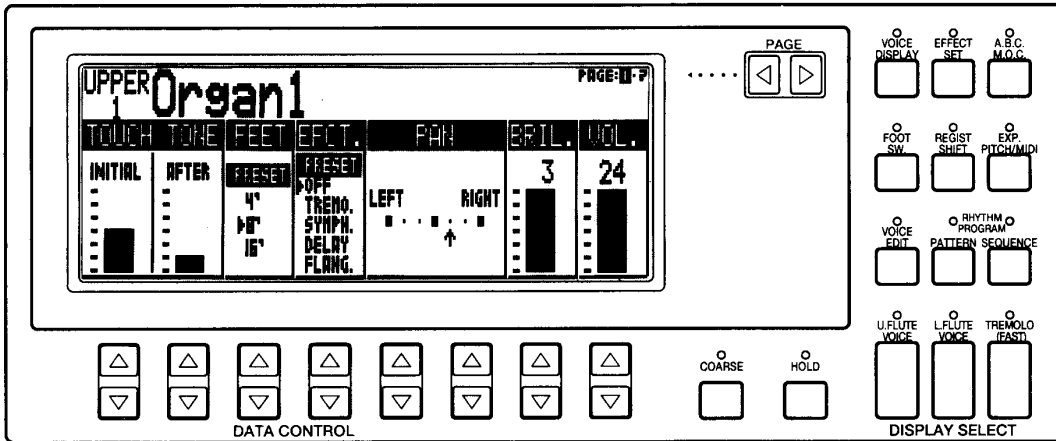 PAGE
UPPER 1 Organ1 PAGE:1·7
TOUCH TONE FEET EFCT. PAN BRIL. VOL.
INITIAL AFTER
PRESET
4'
8'
16'
PRESET
OFF
TREMO.
SYMPH.
DELAY
FLANG.
LEFT RIGHT
3
24
DATA CONTROL
COARSE HOLD
VOICE DISPLAY
EFFECT SET
A.B.C. M.O.C.
FOOT SW.
REGIST SHIFT
EXP. PITCH/MIDI
VOICE EDIT
RHYTHM PROGRAM
PATTERN SEQUENCE
U.FLUTE VOICE
L.FLUTE VOICE
TREMOLO (FAST)
DISPLAY SELECT